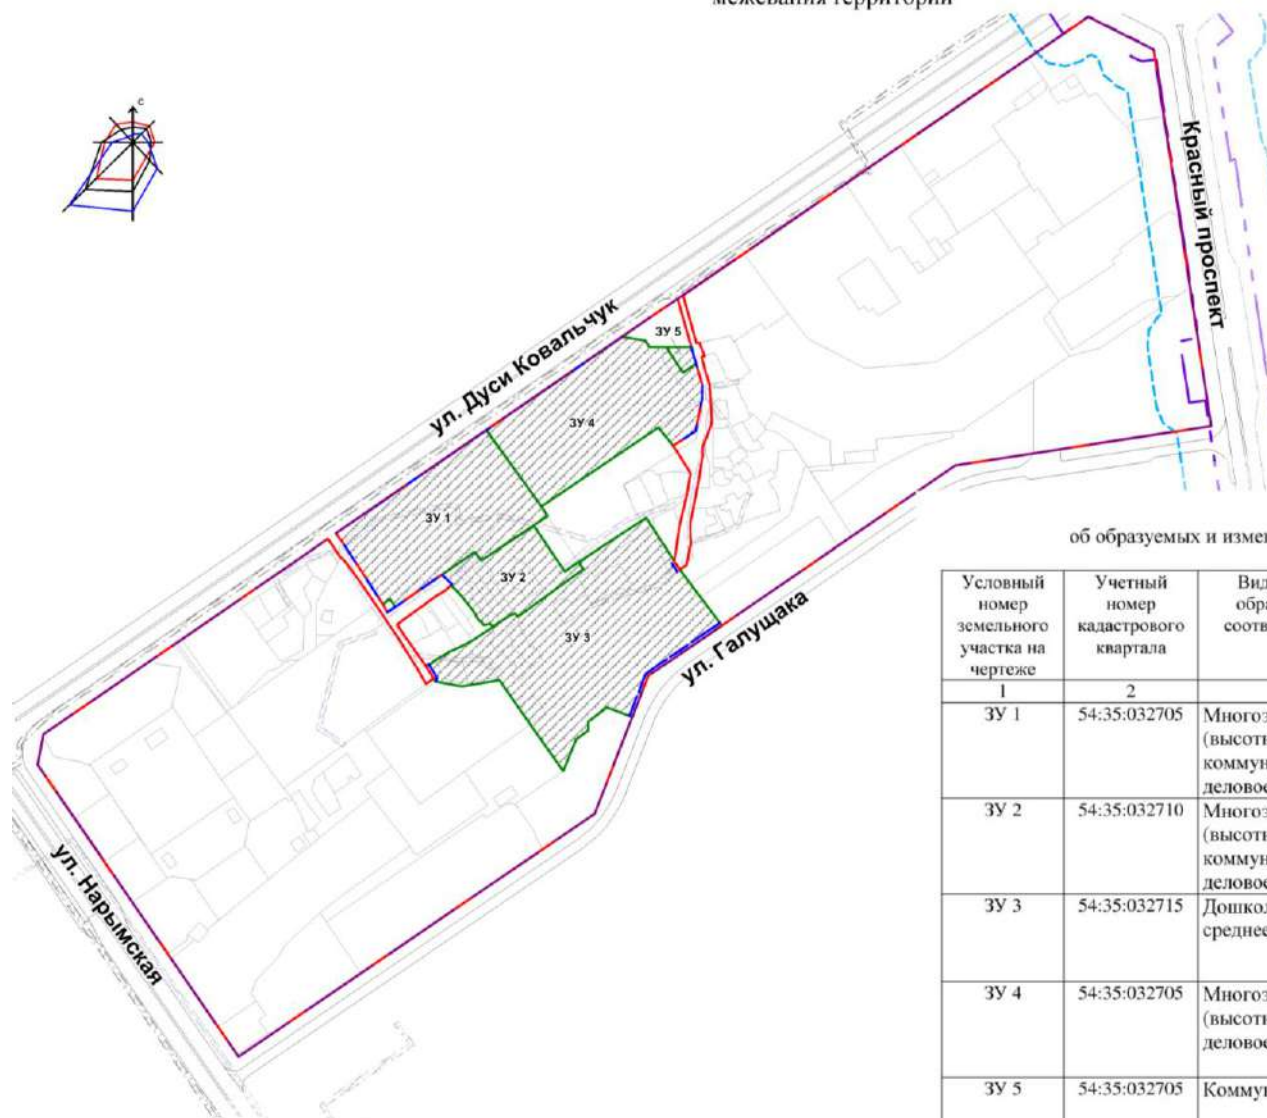 межевания территории
с
Красный проспект
ул. Дуси Ковальчук
ЗУ 5
ЗУ 4
ЗУ 1
ЗУ 2
ЗУ 3
ул. Галущака
ул. Нарымская
об образуемых и
Условный
номер
земельного
участка на
чертеже
Учетный
номер
кадастрового
квартала
Вид
1
2
ЗУ 1
54:35:032705
(
ЗУ 2
54:35:032710
(
ЗУ 3
54:35:032715
среднее
ЗУ 4
54:35:032705
(
ЗУ 5
54:35:032705